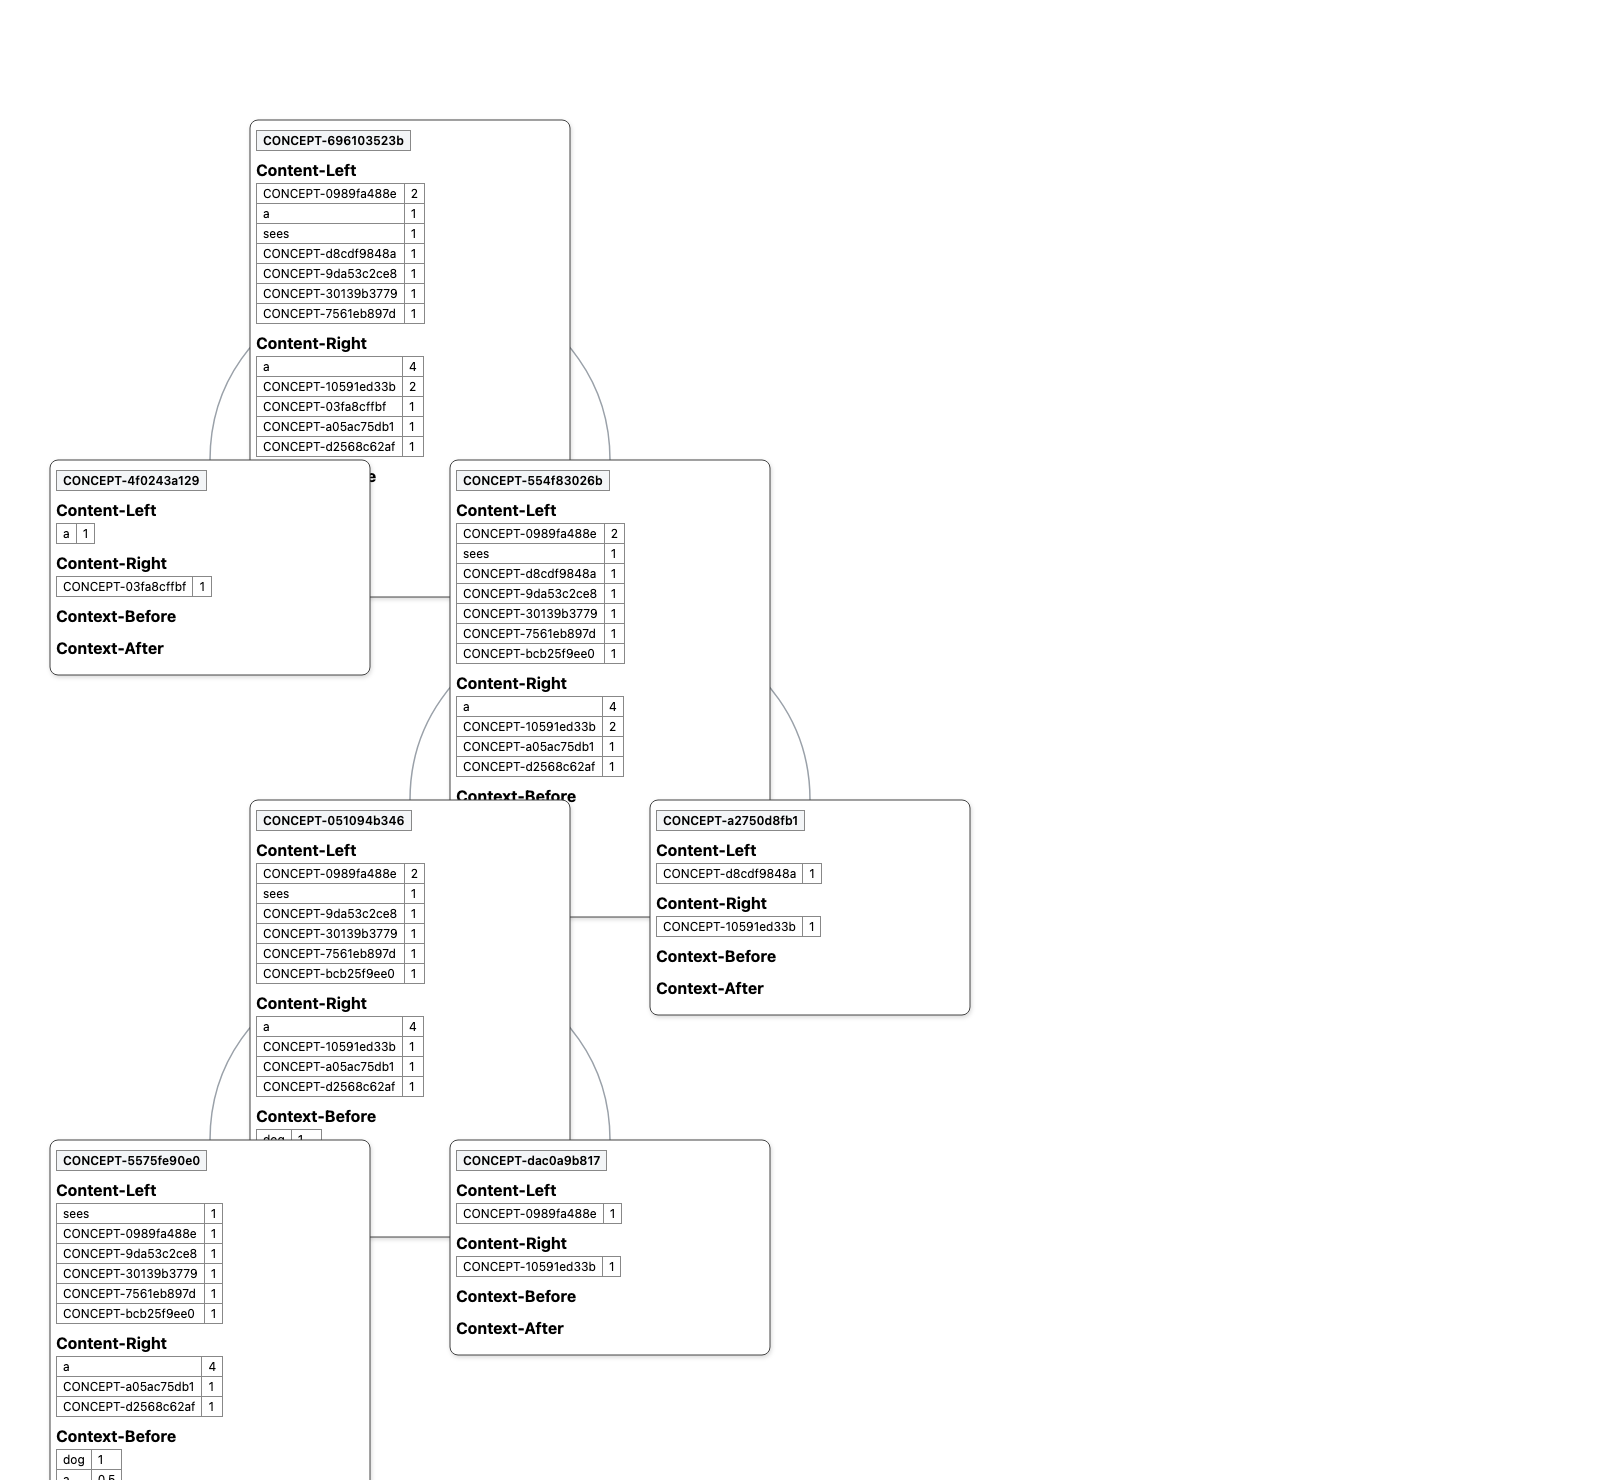 CONCEPT-696103523b
Content-Left
CONCEPT-0989fa488e 2
a 1
sees 1
CONCEPT-d8cdf9848a 1
CONCEPT-9da53c2ce8 1
CONCEPT-30139b3779 1
CONCEPT-7561eb897d 1
Content-Right
a 4
CONCEPT-10591ed33b 2
CONCEPT-03fa8cffbf 1
CONCEPT-a05ac75db1 1
CONCEPT-d2568c62af 1
e
CONCEPT-4f0243a129
Content-Left
a 1
Content-Right
CONCEPT-03fa8cffbf 1
Context-Before
Context-After
CONCEPT-554f83026b
Content-Left
CONCEPT-0989fa488e 2
sees 1
CONCEPT-d8cdf9848a 1
CONCEPT-9da53c2ce8 1
CONCEPT-30139b3779 1
CONCEPT-7561eb897d 1
CONCEPT-bcb25f9ee0 1
Content-Right
a 4
CONCEPT-10591ed33b 2
CONCEPT-a05ac75db1 1
CONCEPT-d2568c62af 1
Context-Before
CONCEPT-051094b346
Content-Left
CONCEPT-0989fa488e 2
sees 1
CONCEPT-9da53c2ce8 1
CONCEPT-30139b3779 1
CONCEPT-7561eb897d 1
CONCEPT-bcb25f9ee0 1
Content-Right
a 4
CONCEPT-10591ed33b 1
CONCEPT-a05ac75db1 1
CONCEPT-d2568c62af 1
Context-Before
dog 1
CONCEPT-a2750d8fb1
Content-Left
CONCEPT-d8cdf9848a 1
Content-Right
CONCEPT-10591ed33b 1
Context-Before
Context-After
CONCEPT-5575fe90e0
Content-Left
sees 1
CONCEPT-0989fa488e 1
CONCEPT-9da53c2ce8 1
CONCEPT-30139b3779 1
CONCEPT-7561eb897d 1
CONCEPT-bcb25f9ee0 1
Content-Right
a 4
CONCEPT-a05ac75db1 1
CONCEPT-d2568c62af 1
Context-Before
dog 1
a 0.5
CONCEPT-dac0a9b817
Content-Left
CONCEPT-0989fa488e 1
Content-Right
CONCEPT-10591ed33b 1
Context-Before
Context-After